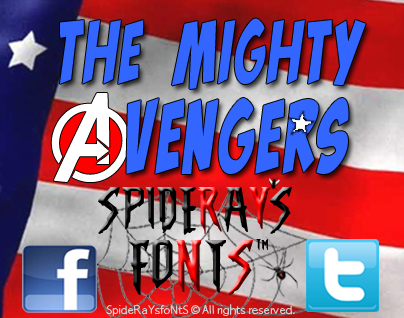 THE MIGHTY
AVENGERS
SPIDERAY'S
FONTS™
f t
SpideRaYsfoNtS © All rights reserved.